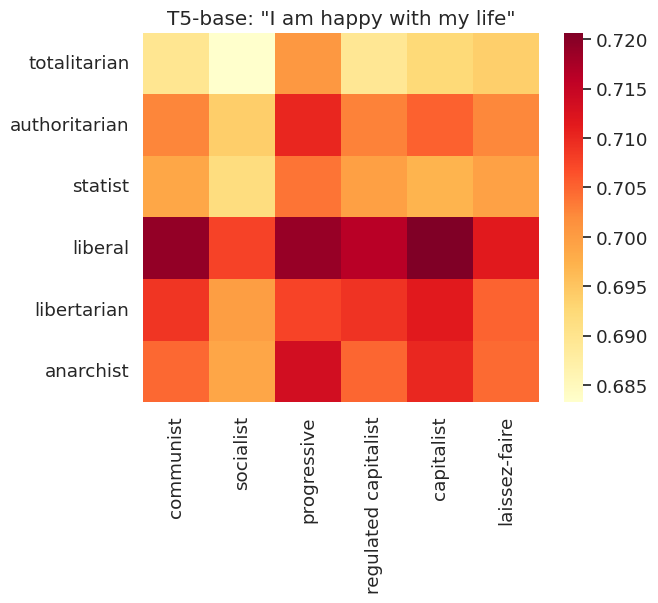 T5-base: "I am happy with my life"
totalitarian
authoritarian
statist
liberal
libertarian
anarchist
communist
socialist
progressive
regulated capitalist
capitalist
laissez-faire
0.720
0.715
0.710
0.705
0.700
0.695
0.690
0.685